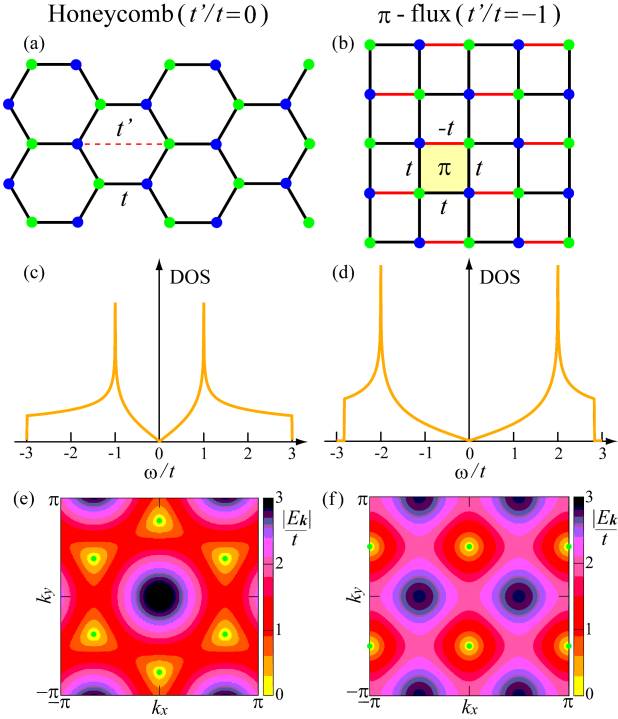 Honeycomb (t'/t=0)
π - flux (t'/t=−1)
(a)
(b)
t'
t
-t
t
π
t
t
(c)
DOS
(d)
DOS
-3 -2 -1 0 1 2 3
-3 -2 -1 0 1 2 3
ω/t
ω/t
(e)
(f)
π
3
|E𝒌|
t
2
1
0
ky
−π
−π
π
kx
π
3
|E𝒌|
t
2
1
0
ky
−π
−π
π
kx